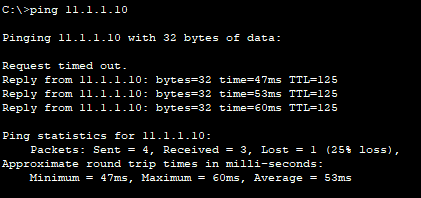 C:\>ping 11.1.1.10
Pinging 11.1.1.10 with 32 bytes of data:
Request timed out.
Reply from 11.1.1.10: bytes=32 time=47ms TTL=125
Reply from 11.1.1.10: bytes=32 time=53ms TTL=125
Reply from 11.1.1.10: bytes=32 time=60ms TTL=125
Ping statistics for 11.1.1.10:
Packets: Sent = 4, Received = 3, Lost = 1 (25% loss),
Approximate round trip times in milli-seconds:
Minimum = 47ms, Maximum = 60ms, Average = 53ms